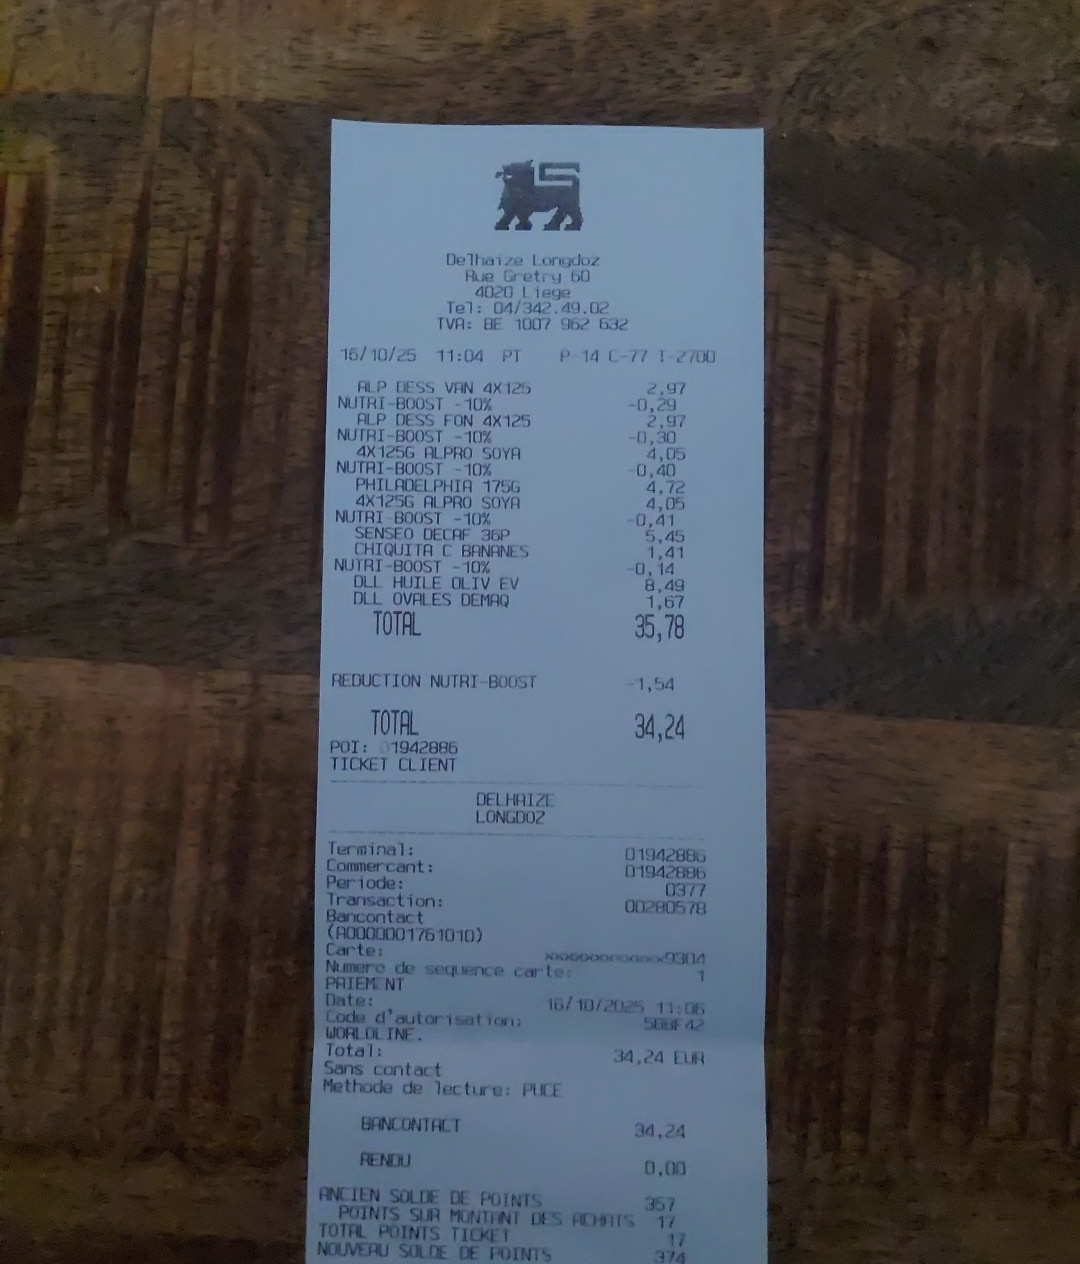 Delhaize Longdoz
Rue Gretry 60
4020 Liege
Tel: 04/342.49.02
TVA: BE 1007 962 632
16/10/25 11:04 PT P-14 C-77 T-2700
ALP DESS VAN 4X125 2,97
NUTRI-BOOST -10% -0,29
ALP DESS FON 4X125 2,97
NUTRI-BOOST -10% -0,30
4X125G ALPRO SOYA 4,05
NUTRI-BOOST -10% -0,40
PHILADELPHIA 175G 4,72
4X125G ALPRO SOYA 4,05
NUTRI-BOOST -10% -0,41
SENSEO DECAF 36P 5,45
CHIQUITA C BANANES 1,41
NUTRI-BOOST -10% -0,14
DLL HUILE OLIV EV 8,49
DLL OVALES DEMAQ 1,67
TOTAL 35,78
REDUCTION NUTRI-BOOST -1,54
TOTAL 34,24
POI: 01942886
TICKET CLIENT
DELHAIZE
LONGDOZ
Terminal: 01942886
Commercant: 01942886
Periode: 0377
Transaction: 00280578
Bancontact
(A0000001761010)
Carte: xxxxxxxxxxxxx9304
Numero de sequence carte: 1
PAIEMENT
Date: 16/10/2025 11:06
Code d'autorisation:
WORLDLINE.
Total: 34,24 EUR
Sans contact
Methode de lecture: PUCE
BANCONTACT 34,24
RENDU 0,00
ANCIEN SOLDE DE POINTS 357
POINTS SUR MONTANT DES ACHATS 17
TOTAL POINTS TICKET 17
NOUVEAU SOLDE DE POINTS 374